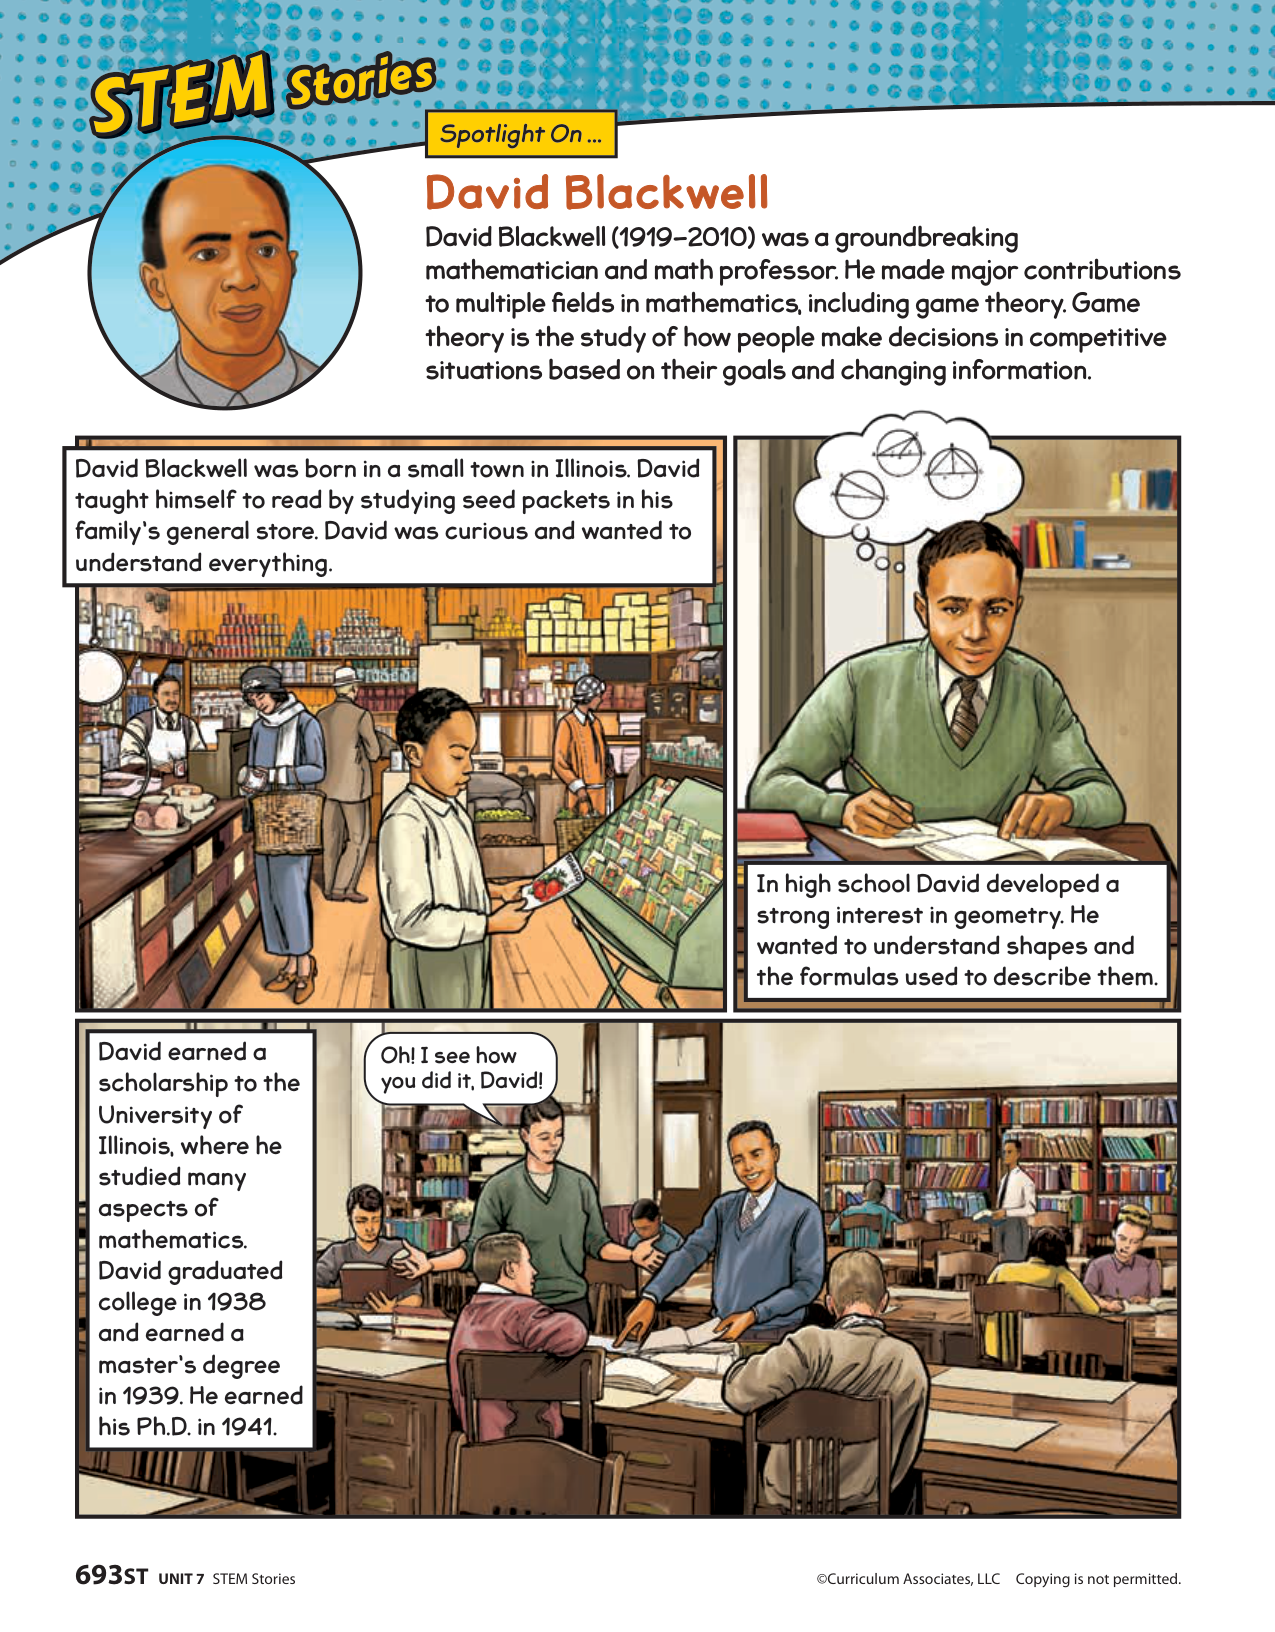 STEM Stories
Spotlight On ...
David Blackwell
David Blackwell (1919–2010) was a groundbreaking
mathematician and math professor. He made major contributions
to multiple fields in mathematics, including game theory. Game
theory is the study of how people make decisions in competitive
situations based on their goals and changing information.
David Blackwell was born in a small town in Illinois. David
taught himself to read by studying seed packets in his
family's general store. David was curious and wanted to
understand everything.
TOMATO
In high school David developed a
strong interest in geometry. He
wanted to understand shapes and
the formulas used to describe them.
David earned a
scholarship to the
University of
Illinois, where he
studied many
aspects of
mathematics.
David graduated
college in 1938
and earned a
master's degree
in 1939. He earned
his Ph.D. in 1941.
Oh! I see how
you did it, David!
693ST UNIT 7 STEM Stories
©Curriculum Associates, LLC Copying is not permitted.